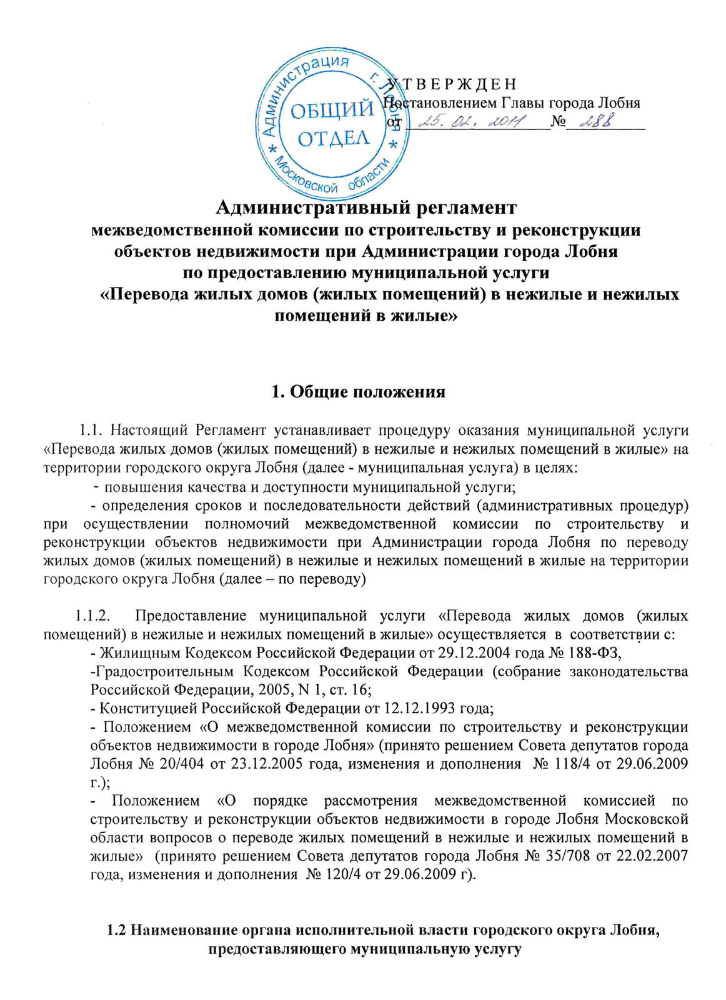 Администрация г. Лобня
ОБЩИЙ
ОТДЕЛ
* Московской области *
УТВЕРЖДЕН
Постановлением Главы города Лобня
от 25.02.2011 № 288
Административный регламент
межведомственной комиссии по строительству и реконструкции
объектов недвижимости при Администрации города Лобня
по предоставлению муниципальной услуги
«Перевода жилых домов (жилых помещений) в нежилые и нежилых
помещений в жилые»
1. Общие положения
1.1. Настоящий Регламент устанавливает процедуру оказания муниципальной услуги
«Перевода жилых домов (жилых помещений) в нежилые и нежилых помещений в жилые» на
территории городского округа Лобня (далее - муниципальная услуга) в целях:
- повышения качества и доступности муниципальной услуги;
- определения сроков и последовательности действий (административных процедур)
при осуществлении полномочий межведомственной комиссии по строительству и
реконструкции объектов недвижимости при Администрации города Лобня по переводу
жилых домов (жилых помещений) в нежилые и нежилых помещений в жилые на территории
городского округа Лобня (далее – по переводу)
1.1.2. Предоставление муниципальной услуги «Перевода жилых домов (жилых
помещений) в нежилые и нежилых помещений в жилые» осуществляется в соответствии с:
- Жилищным Кодексом Российской Федерации от 29.12.2004 года № 188-ФЗ,
-Градостроительным Кодексом Российской Федерации (собрание законодательства
Российской Федерации, 2005, N 1, ст. 16;
- Конституцией Российской Федерации от 12.12.1993 года;
- Положением «О межведомственной комиссии по строительству и реконструкции
объектов недвижимости в городе Лобня» (принято решением Совета депутатов города
Лобня № 20/404 от 23.12.2005 года, изменения и дополнения № 118/4 от 29.06.2009
г.);
- Положением «О порядке рассмотрения межведомственной комиссией по
строительству и реконструкции объектов недвижимости в городе Лобня Московской
области вопросов о переводе жилых помещений в нежилые и нежилых помещений в
жилые» (принято решением Совета депутатов города Лобня № 35/708 от 22.02.2007
года, изменения и дополнения № 120/4 от 29.06.2009 г).
1.2 Наименование органа исполнительной власти городского округа Лобня,
предоставляющего муниципальную услугу